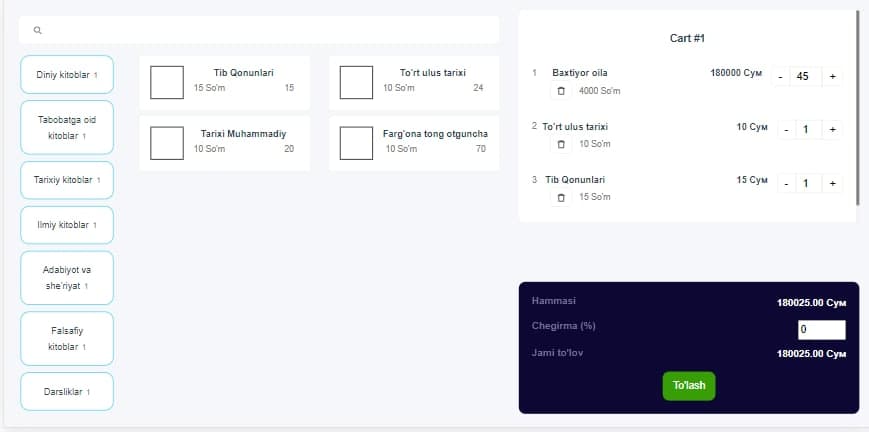 Diniy kitoblar 1
Tabobatga oid
kitoblar 1
Tarixiy kitoblar 1
Ilmiy kitoblar 1
Adabiyot va
she'riyat 1
Falsafiy
kitoblar 1
Darsliklar 1
Tib Qonunlari
15 So'm 15
To'rt ulus tarixi
10 So'm 24
Tarixi Muhammadiy
10 So'm 20
Farg'ona tong otguncha
10 So'm 70
Cart #1
1 Baxtiyor oila 180000 Сум - 45 +
4000 So'm
2 To'rt ulus tarixi 10 Сум - 1 +
10 So'm
3 Tib Qonunlari 15 Сум - 1 +
15 So'm
Hammasi 180025.00 Сум
Chegirma (%) 0
Jami to'lov 180025.00 Сум
To'lash